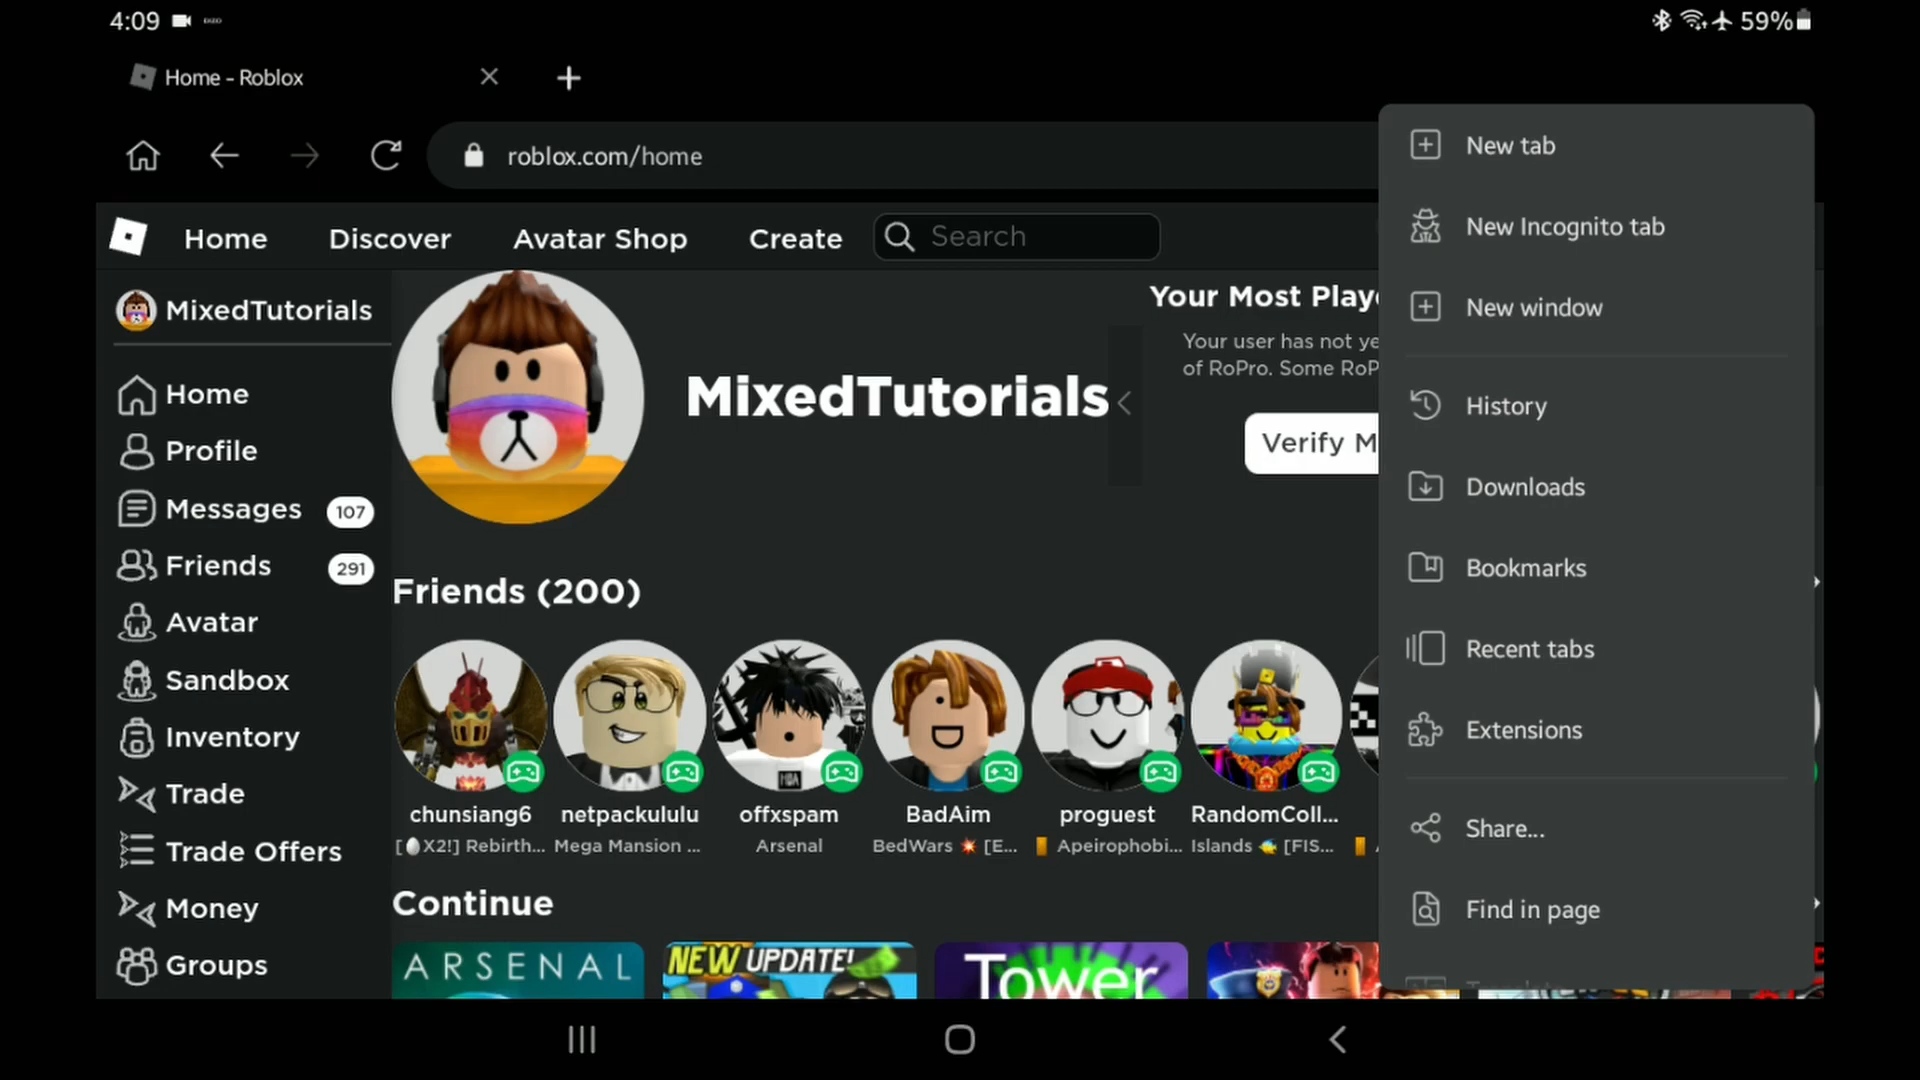 4:09
59%
Home - Roblox
roblox.com/home
Home
Discover
Avatar Shop
Create
Search
MixedTutorials
Home
Profile
Messages 107
Friends 291
Avatar
Sandbox
Inventory
Trade
Trade Offers
Money
Groups
MixedTutorials
Your Most Play
Your user has not ye
of RoPro. Some RoP
Verify M
Friends (200)
chunsiang6
netpackululu
offxspam
BadAim
proguest
RandomColl...
[🥚X2!] Rebirth...
Mega Mansion ...
Arsenal
BedWars 💥 [E...
🚪 Apeirophobi...
Islands 🐠 [FIS...
Continue
ARSENAL
NEW UPDATE!
Tower
New tab
New Incognito tab
New window
History
Downloads
Bookmarks
Recent tabs
Extensions
Share...
Find in page